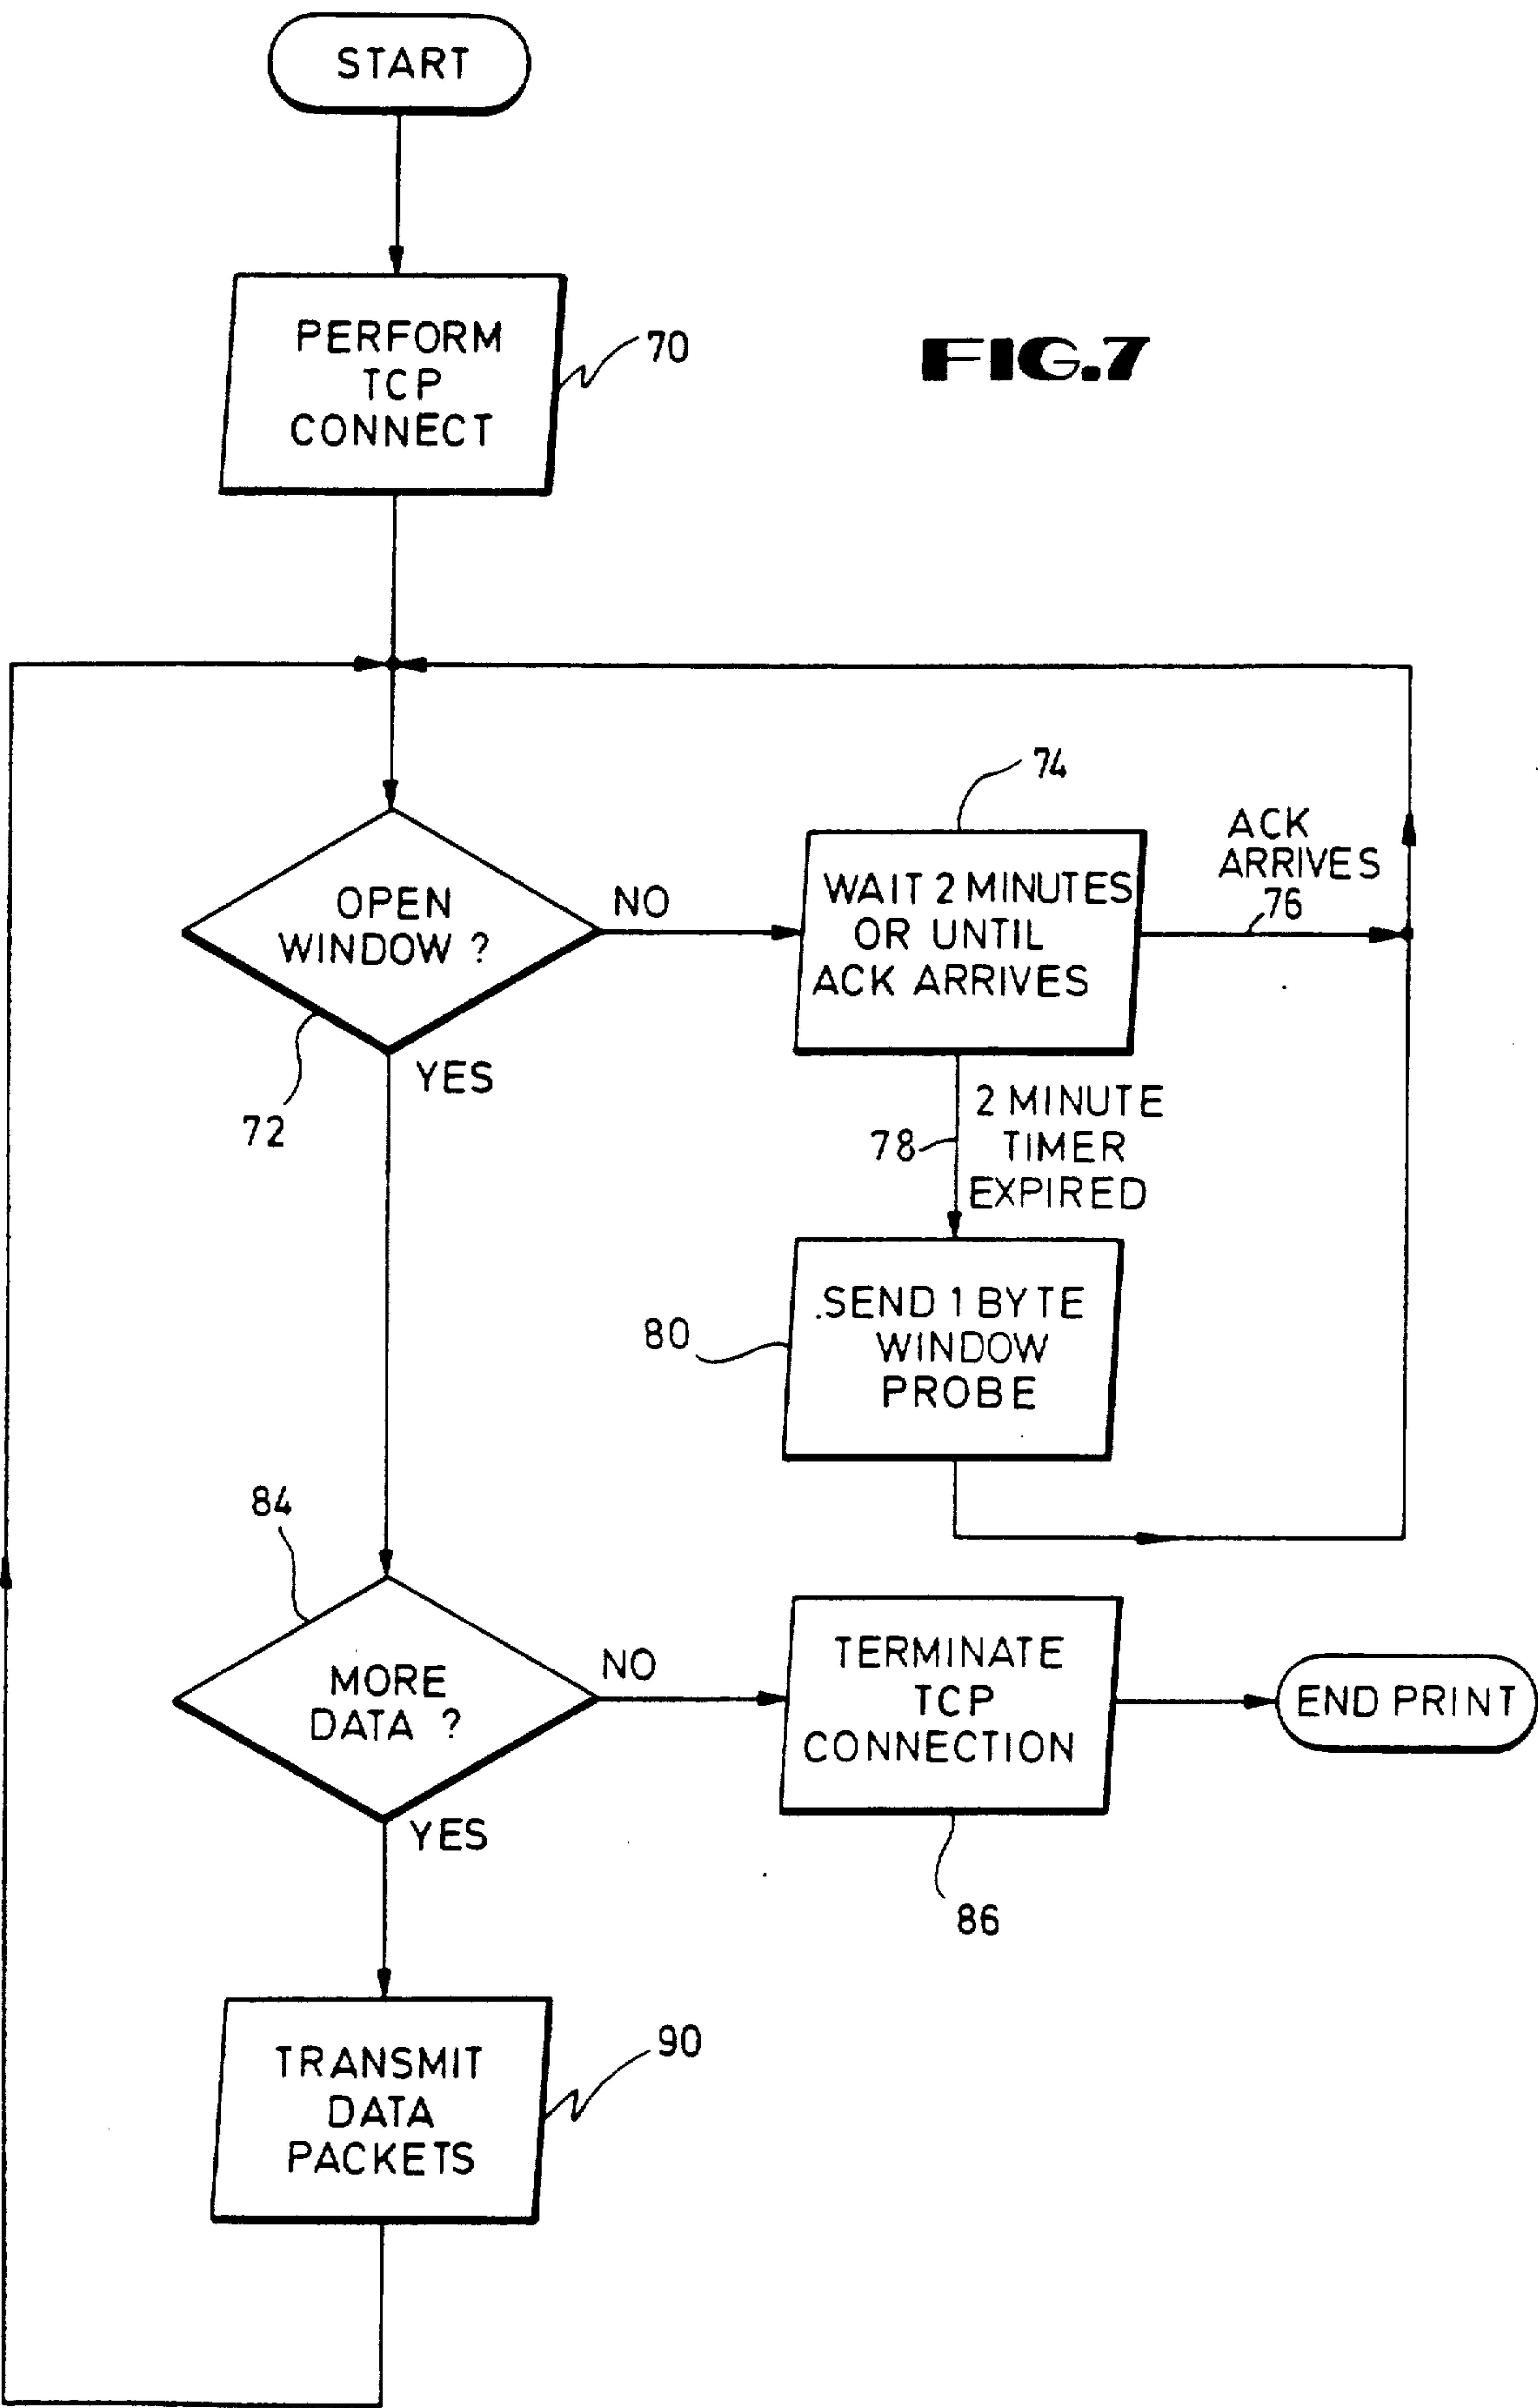 START
PERFORM
TCP
CONNECT
70
FIG.7
74
ACK
ARRIVES
76
OPEN
WINDOW ?
NO
WAIT 2 MINUTES
OR UNTIL
ACK ARRIVES
YES
72
2 MINUTE
TIMER
EXPIRED
78
SEND 1 BYTE
WINDOW
PROBE
80
84
MORE
DATA ?
NO
TERMINATE
TCP
CONNECTION
END PRINT
YES
86
TRANSMIT
DATA
PACKETS
90